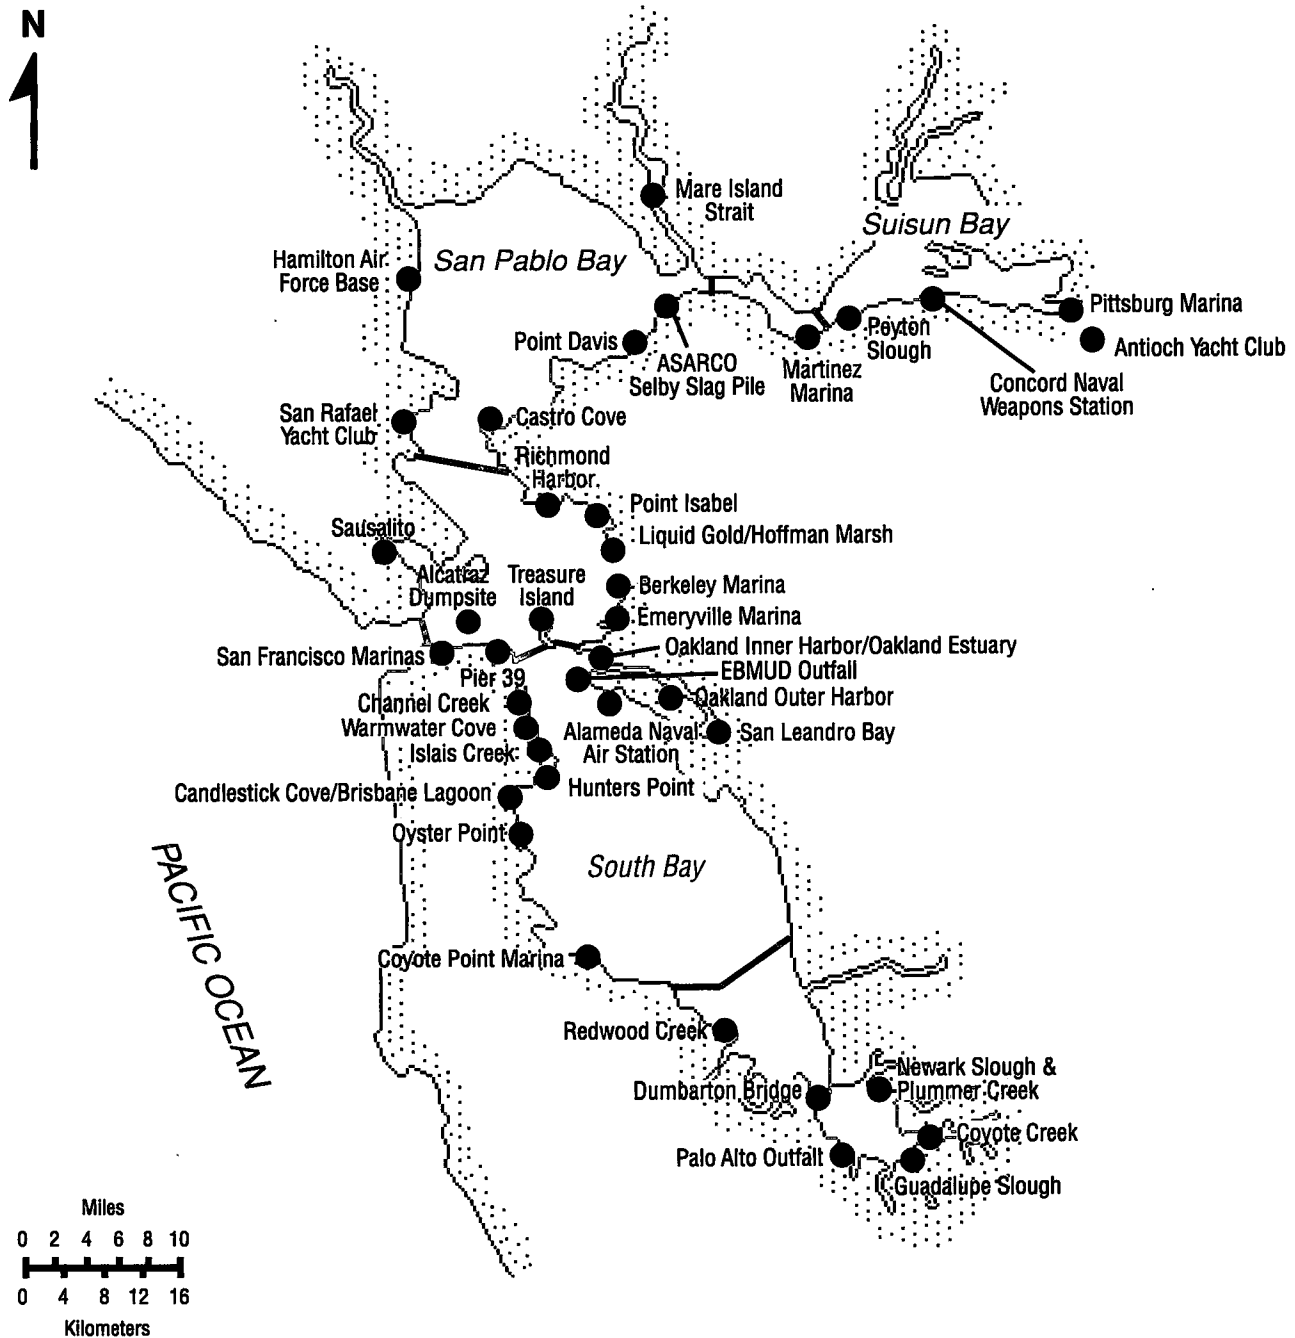 N
Mare Island
Strait
Suisun Bay
Hamilton Air
Force Base
San Pablo Bay
Pittsburg Marina
Point Davis
ASARCO
Selby Slag Pile
Martinez
Marina
Peyton
Slough
Antioch Yacht Club
Concord Naval
Weapons Station
San Rafael
Yacht Club
Castro Cove
Richmond
Harbor
Point Isabel
Liquid Gold/Hoffman Marsh
Sausalito
Alcatraz
Dumpsite
Treasure
Island
Berkeley Marina
Emeryville Marina
San Francisco Marinas
Oakland Inner Harbor/Oakland Estuary
Pier 39
EBMUD Outfall
Channel Creek
Oakland Outer Harbor
Warmwater Cove
Alameda Naval
Air Station
San Leandro Bay
Islais Creek
Hunters Point
Candlestick Cove/Brisbane Lagoon
Oyster Point
South Bay
PACIFIC OCEAN
Coyote Point Marina
Redwood Creek
Newark Slough &
Plummer Creek
Dumbarton Bridge
Coyote Creek
Palo Alto Outfall
Guadalupe Slough
Miles
0 2 4 6 8 10
0 4 8 12 16
Kilometers